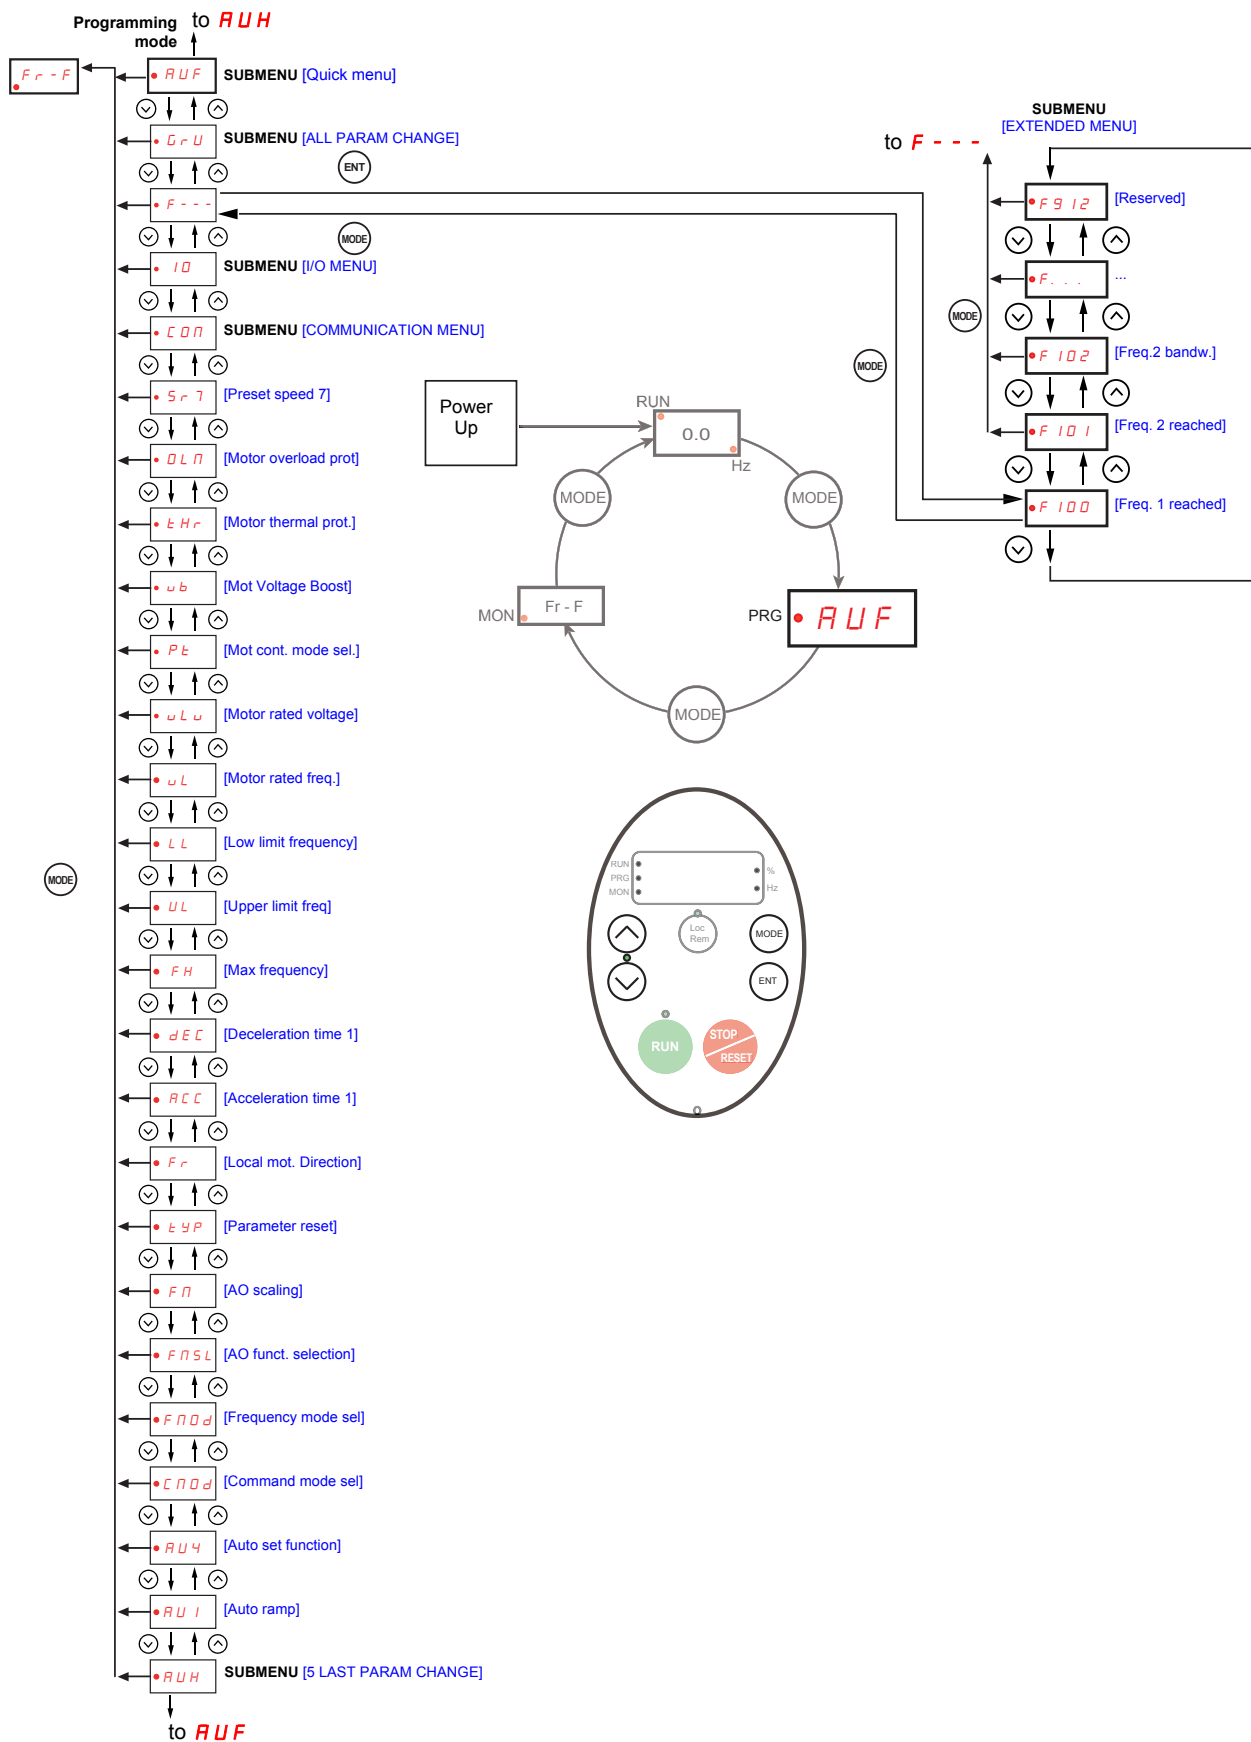 Programming
mode
to AUH
Fr-F
AUF
SUBMENU [Quick menu]
GrU
SUBMENU [ALL PARAM CHANGE]
ENT
F---
MODE
IO
SUBMENU [I/O MENU]
COM
SUBMENU [COMMUNICATION MENU]
Sr7
[Preset speed 7]
OLM
[Motor overload prot]
tHr
[Motor thermal prot.]
ub
[Mot Voltage Boost]
Pt
[Mot cont. mode sel.]
uLu
[Motor rated voltage]
uL
[Motor rated freq.]
LL
[Low limit frequency]
MODE
UL
[Upper limit freq]
FH
[Max frequency]
dEC
[Deceleration time 1]
ACC
[Acceleration time 1]
Fr
[Local mot. Direction]
tYP
[Parameter reset]
FM
[AO scaling]
FMSL
[AO funct. selection]
FMOd
[Frequency mode sel]
CMOd
[Command mode sel]
AU4
[Auto set function]
AU1
[Auto ramp]
AUH
SUBMENU [5 LAST PARAM CHANGE]
to AUF
Power
Up
RUN
0.0
Hz
MODE
MODE
MON
Fr-F
PRG
AUF
MODE
RUN
PRG
MON
%
Hz
Loc
Rem
MODE
ENT
RUN
STOP
RESET
SUBMENU
[EXTENDED MENU]
to F---
F912
[Reserved]
F...
...
MODE
F102
[Freq.2 bandw.]
MODE
F101
[Freq. 2 reached]
F100
[Freq. 1 reached]